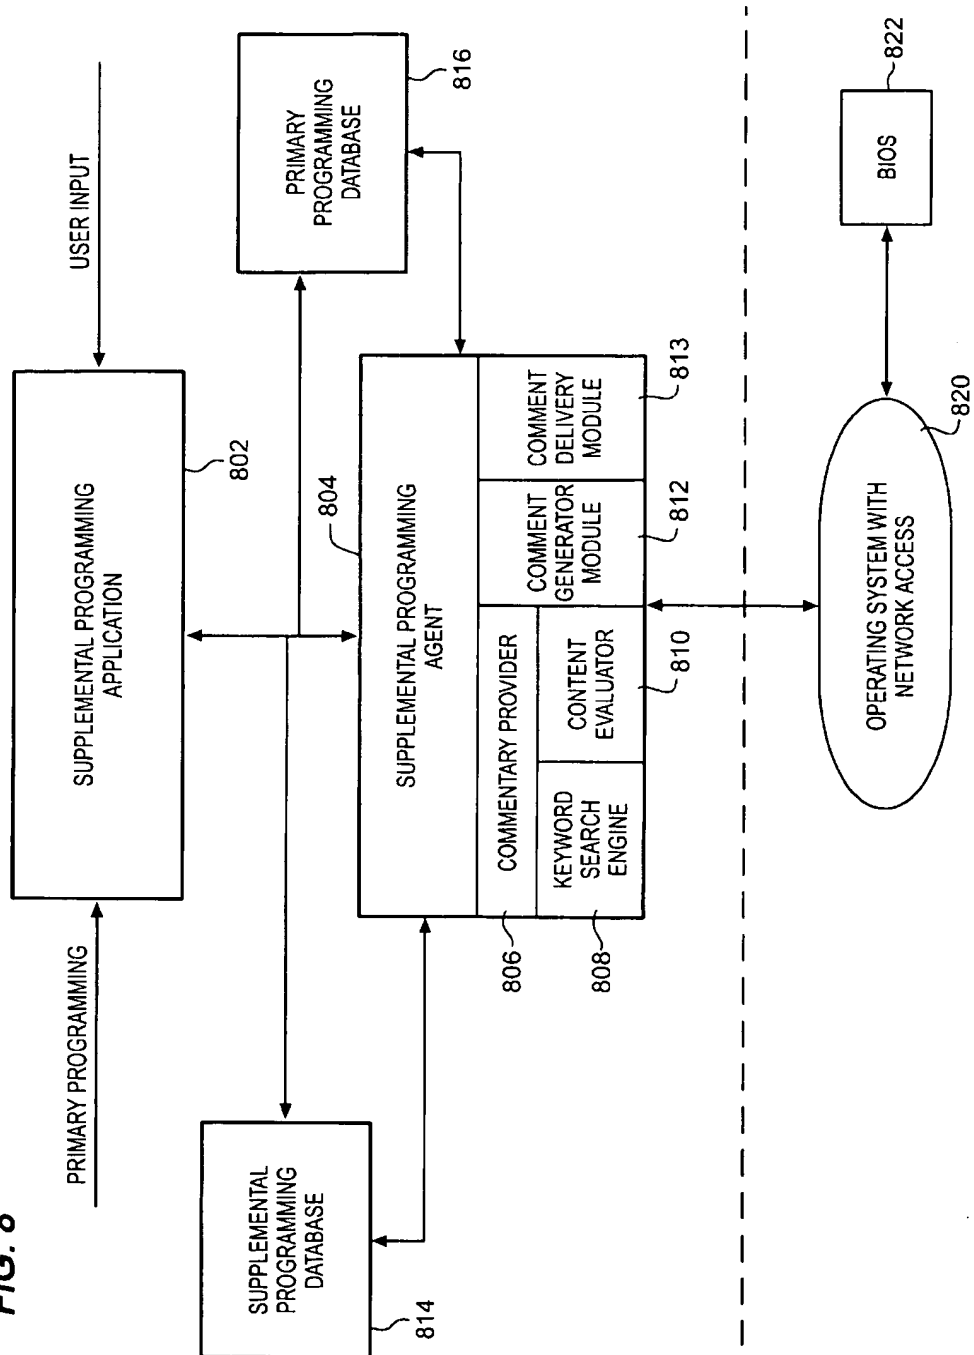 FIG. 8
PRIMARY PROGRAMMING
SUPPLEMENTAL PROGRAMMING
APPLICATION
802
USER INPUT
SUPPLEMENTAL
PROGRAMMING
DATABASE
814
PRIMARY
PROGRAMMING
DATABASE
816
804
SUPPLEMENTAL PROGRAMMING
AGENT
COMMENTARY PROVIDER
806
KEYWORD
SEARCH
ENGINE
808
CONTENT
EVALUATOR
810
COMMENT
GENERATOR
MODULE
812
COMMENT
DELIVERY
MODULE
813
OPERATING SYSTEM WITH
NETWORK ACCESS
820
BIOS
822